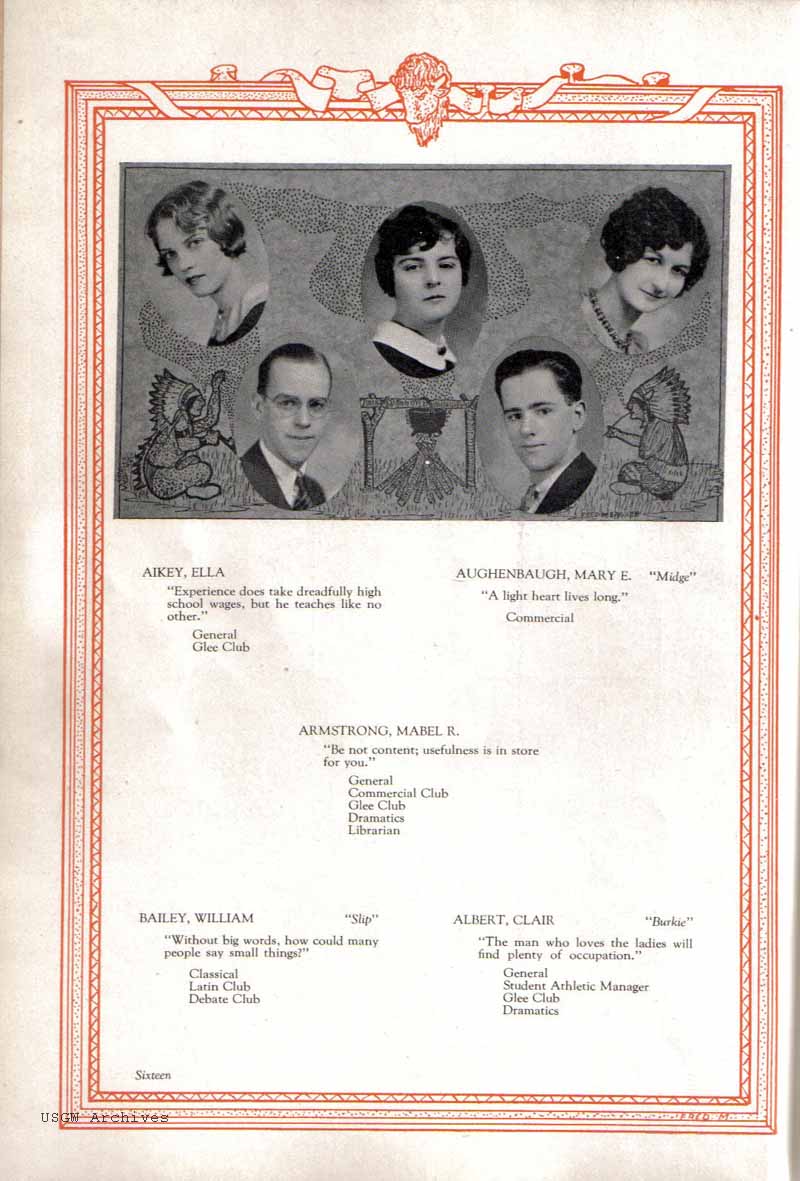 AIKEY, ELLA
"Experience does take dreadfully high
school wages, but he teaches like no
other."
General
Glee Club
AUGHENBAUGH, MARY E. "Midge"
"A light heart lives long."
Commercial
ARMSTRONG, MABEL R.
"Be not content; usefulness is in store
for you."
General
Commercial Club
Glee Club
Dramatics
Librarian
BAILEY, WILLIAM "Slip"
"Without big words, how could many
people say small things?"
Classical
Latin Club
Debate Club
ALBERT, CLAIR "Burkie"
"The man who loves the ladies will
find plenty of occupation."
General
Student Athletic Manager
Glee Club
Dramatics
Sixteen
USGW Archives
FRED M.